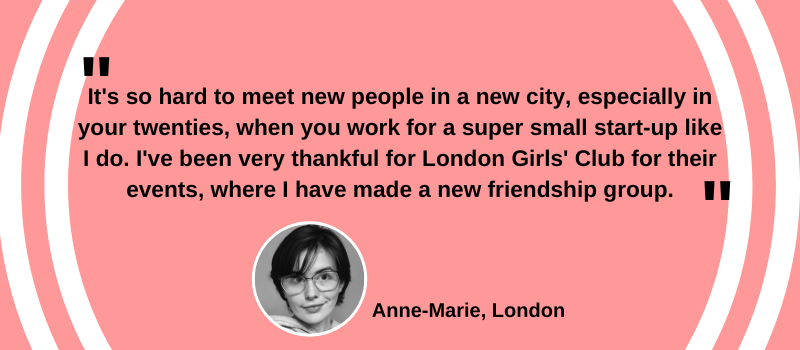 "
It's so hard to meet new people in a new city, especially in
your twenties, when you work for a super small start-up like
I do. I've been very thankful for London Girls' Club for their
events, where I have made a new friendship group. "
Anne-Marie, London